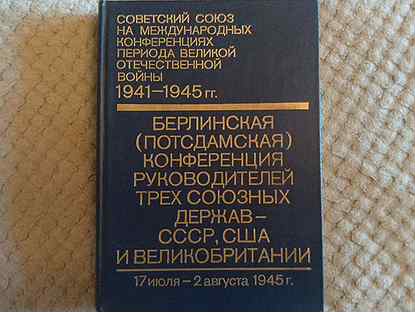 СОВЕТСКИЙ СОЮЗ
НА МЕЖДУНАРОДНЫХ
КОНФЕРЕНЦИЯХ
ПЕРИОДА ВЕЛИКОЙ
ОТЕЧЕСТВЕННОЙ
ВОЙНЫ
1941–1945 гг.
БЕРЛИНСКАЯ
(ПОТСДАМСКАЯ)
КОНФЕРЕНЦИЯ
РУКОВОДИТЕЛЕЙ
ТРЕХ СОЮЗНЫХ
ДЕРЖАВ–
СССР, США
И ВЕЛИКОБРИТАНИИ
17 июля – 2 августа 1945 г.